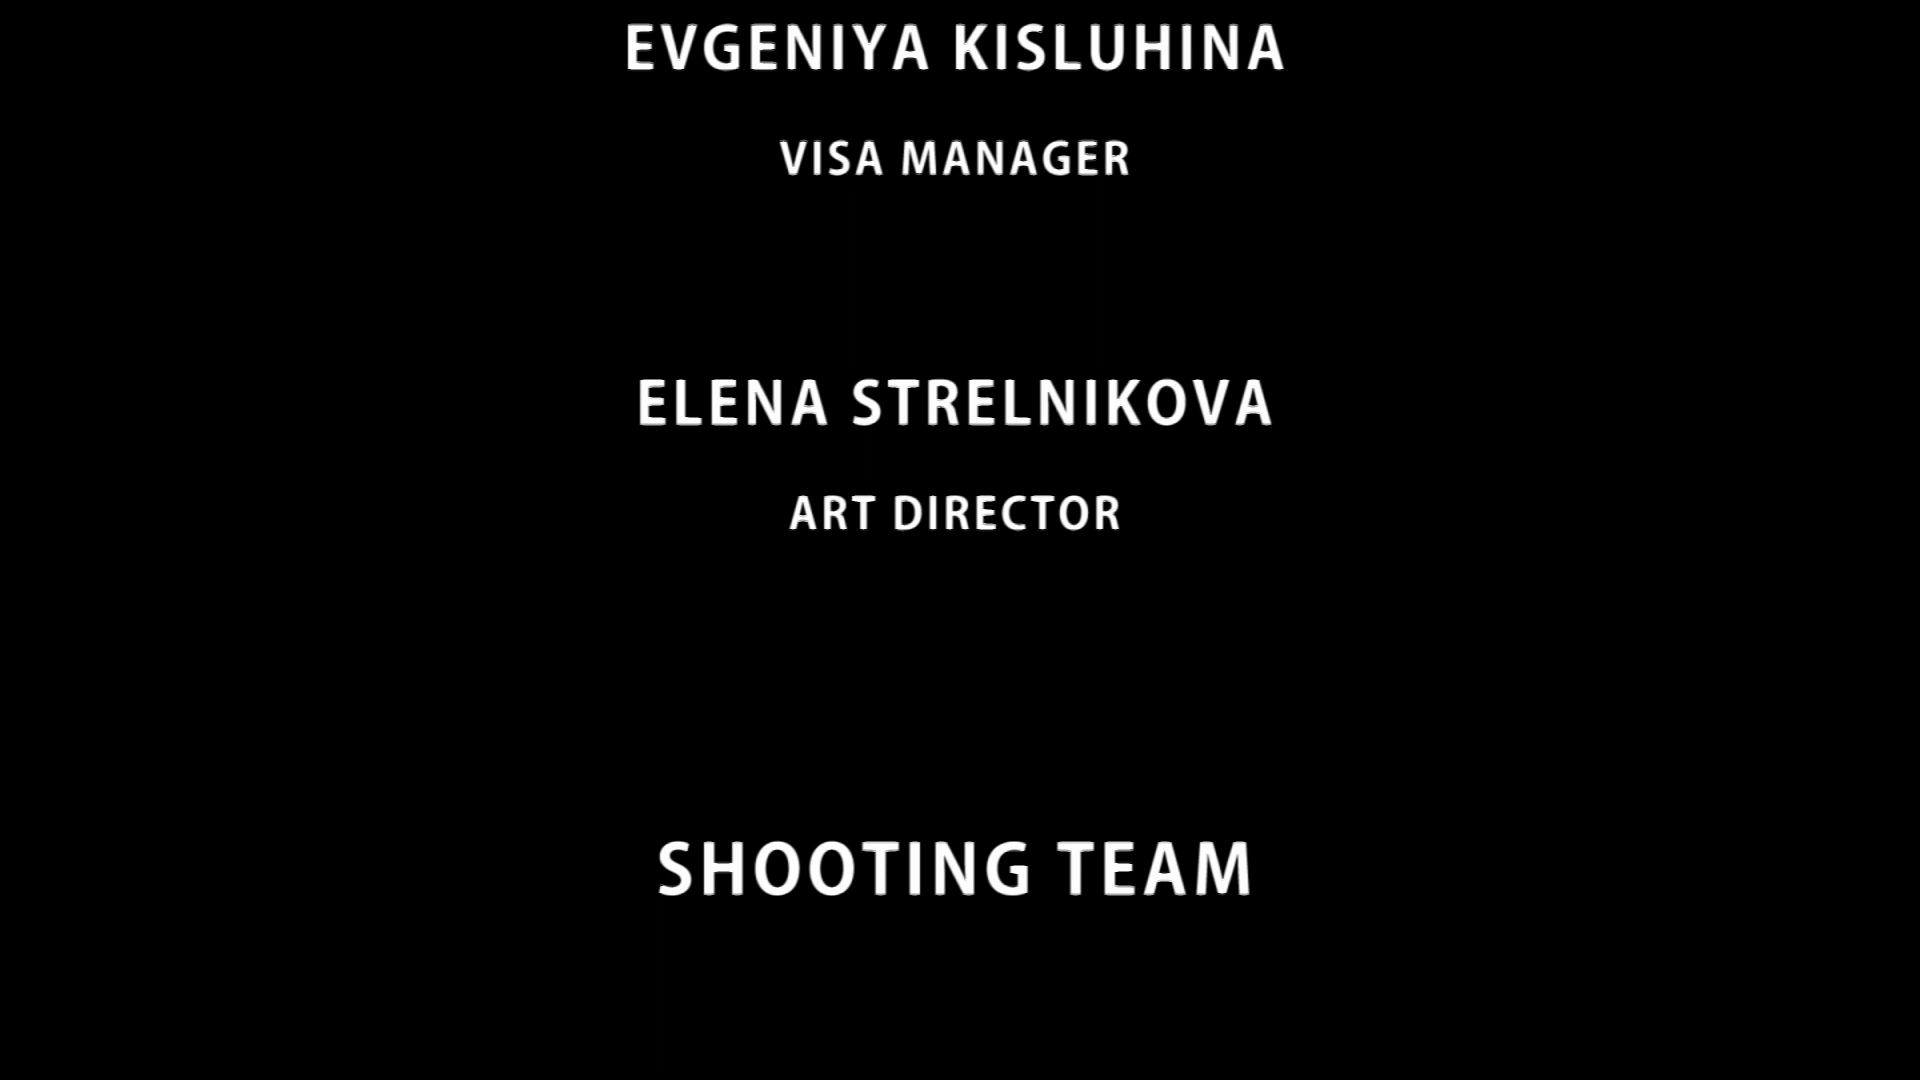 EVGENIYA KISLUHINA
VISA MANAGER
ELENA STRELNIKOVA
ART DIRECTOR
SHOOTING TEAM